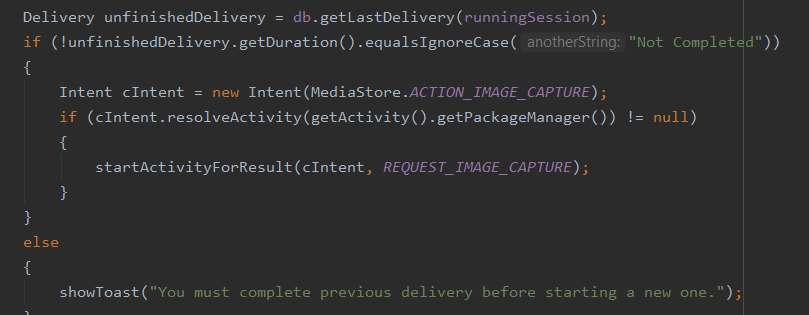 Delivery unfinishedDelivery = db.getLastDelivery(runningSession);
if (!unfinishedDelivery.getDuration().equalsIgnoreCase( anotherString: "Not Completed"))
{
    Intent cIntent = new Intent(MediaStore.ACTION_IMAGE_CAPTURE);
    if (cIntent.resolveActivity(getActivity().getPackageManager()) != null)
    {
        startActivityForResult(cIntent, REQUEST_IMAGE_CAPTURE);
    }
}
else
{
    showToast("You must complete previous delivery before starting a new one.");